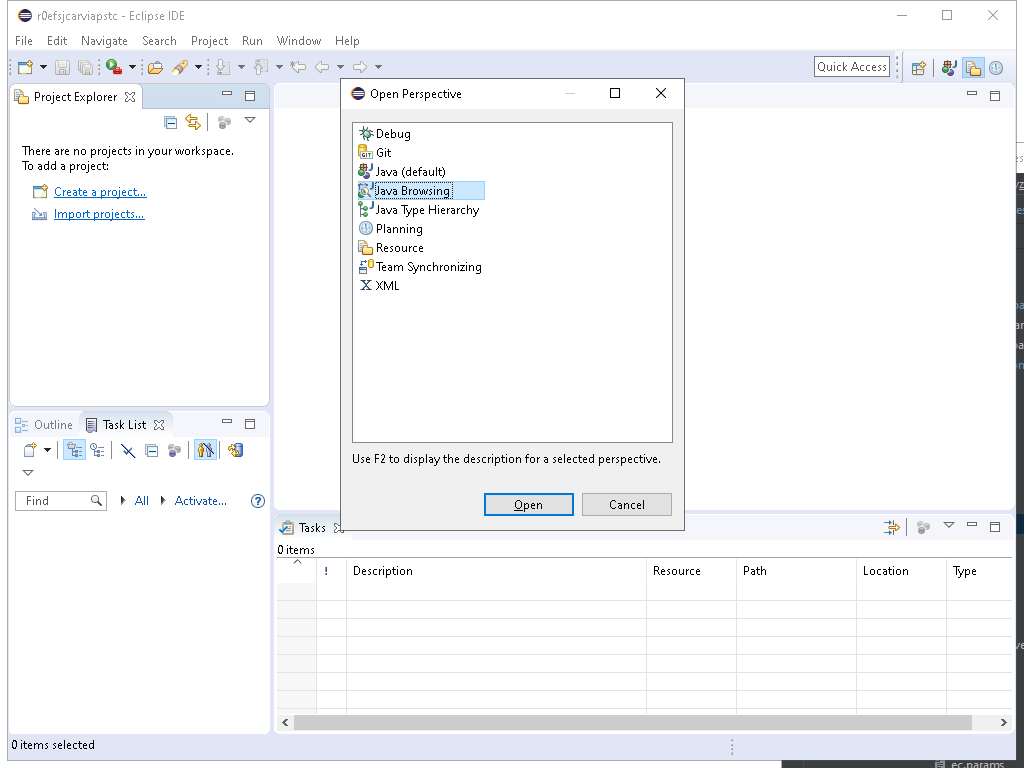 r0efsjcarviapstc - Eclipse IDE
File Edit Navigate Search Project Run Window Help
Quick Access
Project Explorer
There are no projects in your workspace.
To add a project:
Create a project...
Import projects...
Open Perspective
Debug
Git
Java (default)
Java Browsing
Java Type Hierarchy
Planning
Resource
Team Synchronizing
XML
Use F2 to display the description for a selected perspective.
Open Cancel
Outline Task List
Find All Activate...
Tasks
0 items
! Description Resource Path Location Type
0 items selected
ec.params